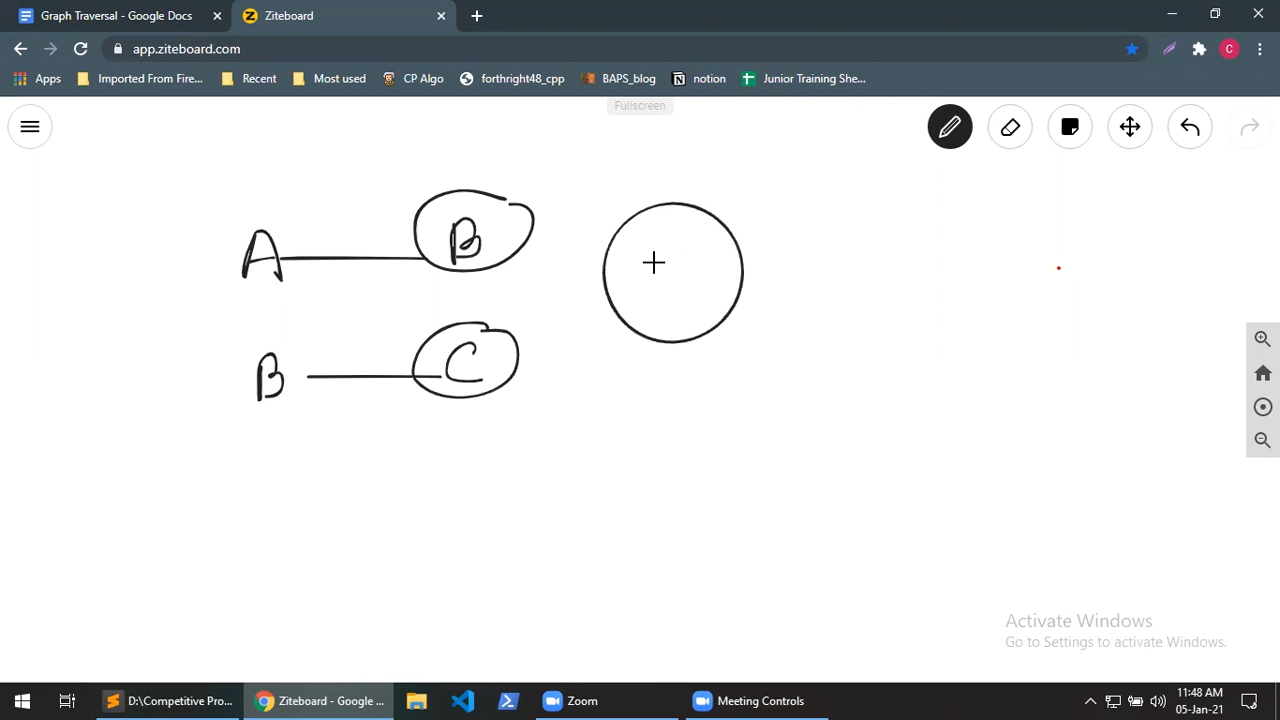 Graph Traversal - Google Docs
Ziteboard
app.ziteboard.com
Apps
Imported From Fire...
Recent
Most used
CP Algo
forthright48_cpp
BAPS_blog
notion
Junior Training She...
C
Fullscreen
A B
B C
Activate Windows
Go to Settings to activate Windows.
D:\Competitive Pro...
Ziteboard - Google ...
Zoom
Meeting Controls
11:48 AM
05-Jan-21